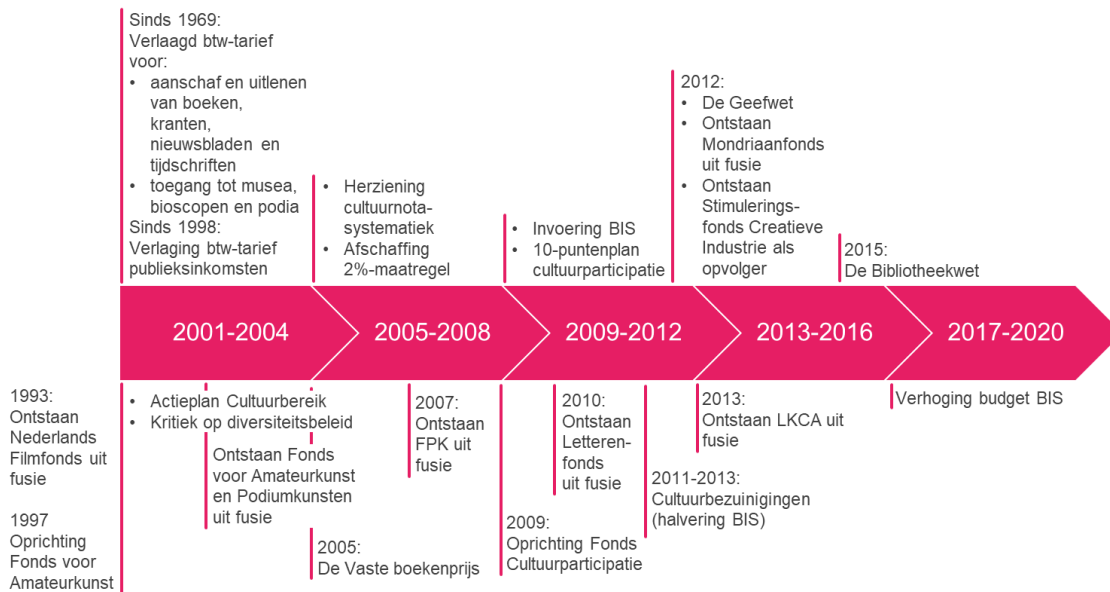 Sinds 1969:
Verlaagd btw-tarief
voor:
• aanschaf en uitlenen
van boeken,
kranten,
nieuwsbladen en
tijdschriften
• toegang tot musea,
bioscopen en podia
Sinds 1998:
Verlaging btw-tarief
publieksinkomsten
• Herziening
cultuurnota-
systematiek
• Afschaffing
2%-maatregel
• Invoering BIS
• 10-puntenplan
cultuurparticipatie
2012:
• De Geefwet
• Ontstaan
Mondriaanfonds
uit fusie
• Ontstaan
Stimulerings-
fonds Creatieve
Industrie als
opvolger
2015:
De Bibliotheekwet
2001-2004
2005-2008
2009-2012
2013-2016
2017-2020
1993:
Ontstaan
Nederlands
Filmfonds uit
fusie
1997
Oprichting
Fonds voor
Amateurkunst
• Actieplan Cultuurbereik
• Kritiek op diversiteitsbeleid
Ontstaan Fonds
voor Amateurkunst
en Podiumkunsten
uit fusie
2005:
De Vaste boekenprijs
2007:
Ontstaan
FPK uit
fusie
2009:
Oprichting Fonds
Cultuurparticipatie
2010:
Ontstaan
Letteren-
fonds
uit fusie
2011-2013:
Cultuurbezuinigingen
(halvering BIS)
2013:
Ontstaan LKCA uit
fusie
Verhoging budget BIS